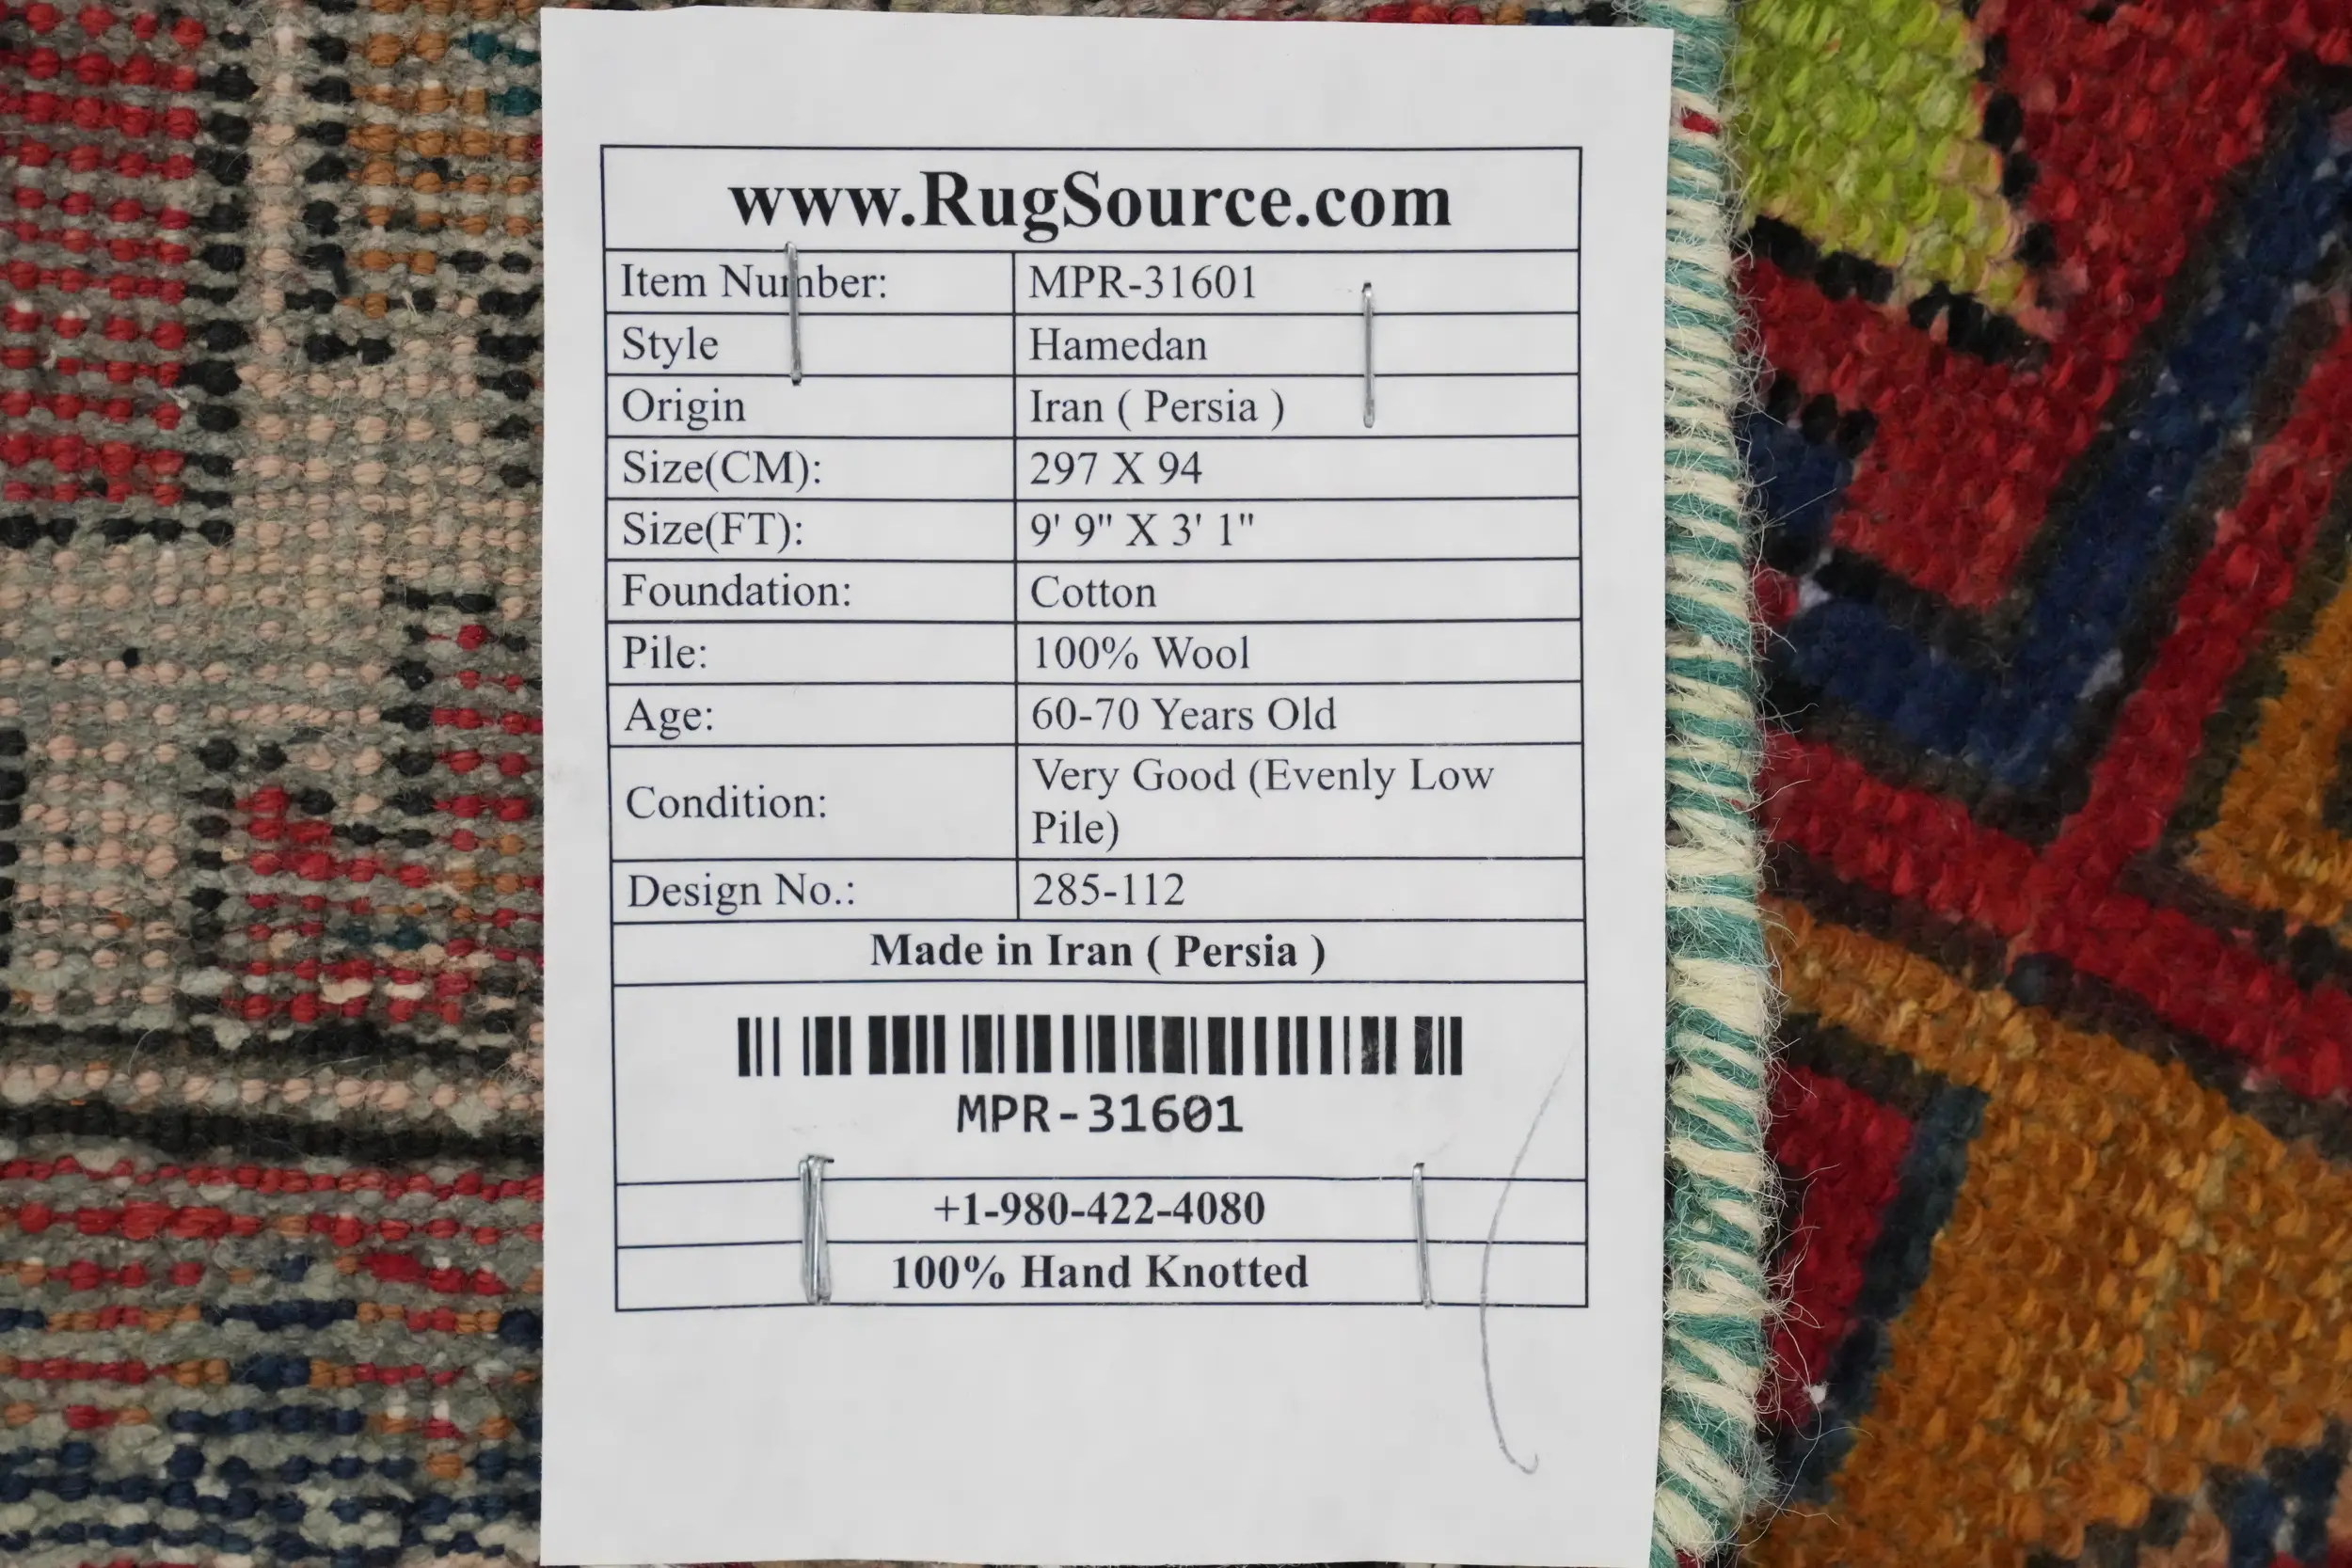 www.RugSource.com
Item Number: MPR-31601
Style Hamedan
Origin Iran ( Persia )
Size(CM): 297 X 94
Size(FT): 9' 9" X 3' 1"
Foundation: Cotton
Pile: 100% Wool
Age: 60-70 Years Old
Condition: Very Good (Evenly Low
Pile)
Design No.: 285-112
Made in Iran ( Persia )
MPR-31601
+1-980-422-4080
100% Hand Knotted